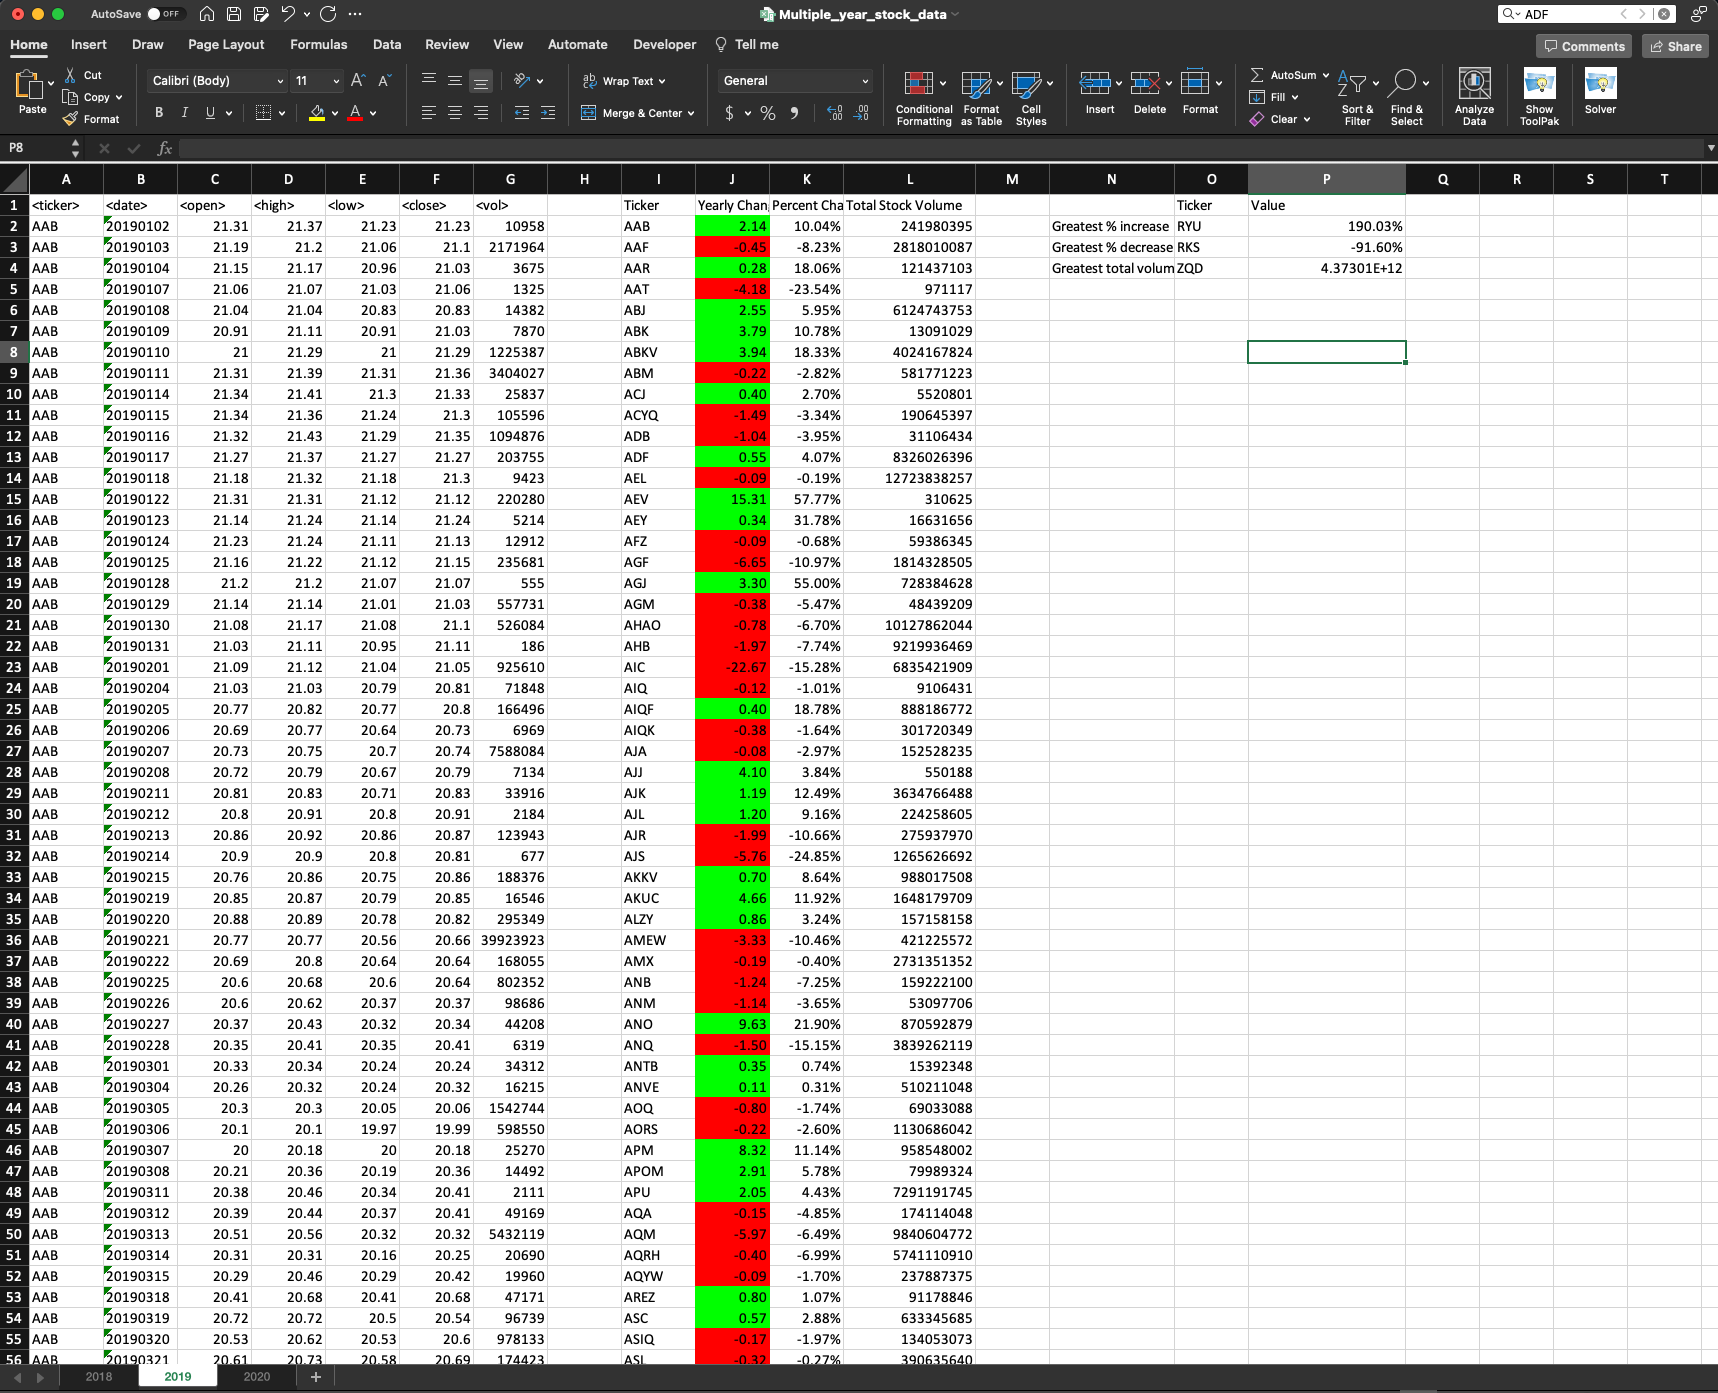 AutoSave OFF Multiple_year_stock_data ADF
Home Insert Draw Page Layout Formulas Data Review View Automate Developer Tell me Comments Share
Paste Cut Copy Format Calibri (Body) 11 B I U A A A Wrap Text Merge & Center General $ % Conditional Formatting Format as Table Cell Styles Insert Delete Format AutoSum Fill Clear Sort & Filter Find & Select Analyze Data Show ToolPak Solver
P8 fx
A B C D E F G H I J K L M N O P Q R S T
1 <ticker> <date> <open> <high> <low> <close> <vol> Ticker Yearly Chan Percent Cha Total Stock Volume Ticker Value
2 AAB 20190102 21.31 21.37 21.23 21.23 10958 AAB 2.14 10.04% 241980395 Greatest % increase RYU 190.03%
3 AAB 20190103 21.19 21.2 21.06 21.1 2171964 AAF -0.45 -8.23% 2818010087 Greatest % decrease RKS -91.60%
4 AAB 20190104 21.15 21.17 20.96 21.03 3675 AAR 0.28 18.06% 121437103 Greatest total volum ZQD 4.37301E+12
5 AAB 20190107 21.06 21.07 21.03 21.06 1325 AAT -4.18 -23.54% 971117
6 AAB 20190108 21.04 21.04 20.83 20.83 14382 ABJ 2.55 5.95% 6124743753
7 AAB 20190109 20.91 21.11 20.91 21.03 7870 ABK 3.79 10.78% 13091029
8 AAB 20190110 21 21.29 21 21.29 1225387 ABKV 3.94 18.33% 4024167824
9 AAB 20190111 21.31 21.39 21.31 21.36 3404027 ABM -0.22 -2.82% 581771223
10 AAB 20190114 21.34 21.41 21.3 21.33 25837 ACJ 0.40 2.70% 5520801
11 AAB 20190115 21.34 21.36 21.24 21.3 105596 ACYQ -1.49 -3.34% 190645397
12 AAB 20190116 21.32 21.43 21.29 21.35 1094876 ADB -1.04 -3.95% 31106434
13 AAB 20190117 21.27 21.37 21.27 21.27 203755 ADF 0.55 4.07% 8326026396
14 AAB 20190118 21.18 21.32 21.18 21.3 9423 AEL -0.09 -0.19% 12723838257
15 AAB 20190122 21.31 21.31 21.12 21.12 220280 AEV 15.31 57.77% 310625
16 AAB 20190123 21.14 21.24 21.14 21.24 5214 AEY 0.34 31.78% 16631656
17 AAB 20190124 21.23 21.24 21.11 21.13 12912 AFZ -0.09 -0.68% 59386345
18 AAB 20190125 21.16 21.22 21.12 21.15 235681 AGF -6.65 -10.97% 1814328505
19 AAB 20190128 21.2 21.2 21.07 21.07 555 AGJ 3.30 55.00% 728384628
20 AAB 20190129 21.14 21.14 21.01 21.03 557731 AGM -0.38 -5.47% 48439209
21 AAB 20190130 21.08 21.17 21.08 21.1 526084 AHAO -0.78 -6.70% 10127862044
22 AAB 20190131 21.03 21.11 20.95 21.11 186 AHB -1.97 -7.74% 9219936469
23 AAB 20190201 21.09 21.12 21.04 21.05 925610 AIC -22.67 -15.28% 6835421909
24 AAB 20190204 21.03 21.03 20.79 20.81 71848 AIQ -0.12 -1.01% 9106431
25 AAB 20190205 20.77 20.82 20.77 20.8 166496 AIQF 0.40 18.78% 888186772
26 AAB 20190206 20.69 20.77 20.64 20.73 6969 AIQK -0.38 -1.64% 301720349
27 AAB 20190207 20.73 20.75 20.7 20.74 7588084 AJA -0.08 -2.97% 152528235
28 AAB 20190208 20.72 20.79 20.67 20.79 7134 AJJ 4.10 3.84% 550188
29 AAB 20190211 20.81 20.83 20.71 20.83 33916 AJK 1.19 12.49% 3634766488
30 AAB 20190212 20.8 20.91 20.8 20.91 2184 AJL 1.20 9.16% 224258605
31 AAB 20190213 20.86 20.92 20.86 20.87 123943 AJR -1.99 -10.66% 275937970
32 AAB 20190214 20.9 20.9 20.8 20.81 677 AJS -5.76 -24.85% 1265626692
33 AAB 20190215 20.76 20.86 20.75 20.86 188376 AKKV 0.70 8.64% 988017508
34 AAB 20190219 20.85 20.87 20.79 20.85 16546 AKUC 4.66 11.92% 1648179709
35 AAB 20190220 20.88 20.89 20.78 20.82 295349 ALZY 0.86 3.24% 157158158
36 AAB 20190221 20.77 20.77 20.56 20.66 39923923 AMEW -3.33 -10.46% 421225572
37 AAB 20190222 20.69 20.8 20.64 20.64 168055 AMX -0.19 -0.40% 2731351352
38 AAB 20190225 20.6 20.68 20.6 20.64 802352 ANB -1.24 -7.25% 159222100
39 AAB 20190226 20.6 20.62 20.37 20.37 98686 ANM -1.14 -3.65% 53097706
40 AAB 20190227 20.37 20.43 20.32 20.34 44208 ANO 9.63 21.90% 870592879
41 AAB 20190228 20.35 20.41 20.35 20.41 6319 ANQ -1.50 -15.15% 3839262119
42 AAB 20190301 20.33 20.34 20.24 20.24 34312 ANTB 0.35 0.74% 15392348
43 AAB 20190304 20.26 20.32 20.24 20.32 16215 ANVE 0.11 0.31% 510211048
44 AAB 20190305 20.3 20.3 20.05 20.06 1542744 AOQ -0.80 -1.74% 69033088
45 AAB 20190306 20.1 20.1 19.97 19.99 598550 AORS -0.22 -2.60% 1130686042
46 AAB 20190307 20 20.18 20 20.18 25270 APM 8.32 11.14% 958548002
47 AAB 20190308 20.21 20.36 20.19 20.36 14492 APOM 2.91 5.78% 79989324
48 AAB 20190311 20.38 20.46 20.34 20.41 2111 APU 2.05 4.43% 7291191745
49 AAB 20190312 20.39 20.44 20.37 20.41 49169 AQA -0.15 -4.85% 174114048
50 AAB 20190313 20.51 20.56 20.32 20.32 5432119 AQM -5.97 -6.49% 9840604772
51 AAB 20190314 20.31 20.31 20.16 20.25 20690 AQRH -0.40 -6.99% 5741110910
52 AAB 20190315 20.29 20.46 20.29 20.42 19960 AQYW -0.09 -1.70% 237887375
53 AAB 20190318 20.41 20.68 20.41 20.68 47171 AREZ 0.80 1.07% 91178846
54 AAB 20190319 20.72 20.72 20.5 20.54 96739 ASC 0.57 2.88% 633345685
55 AAB 20190320 20.53 20.62 20.53 20.6 978133 ASIQ -0.17 -1.97% 134053073
56 AAB 20190321 20.61 20.73 20.58 20.69 174423 ASL -0.32 -0.27% 390635640
2018 2019 2020 +